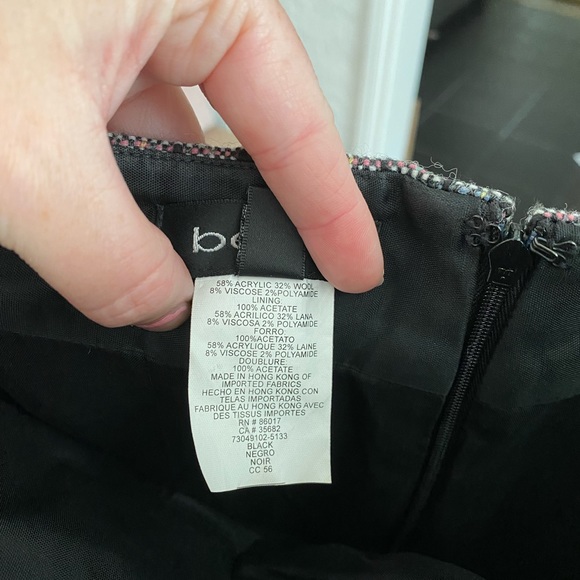 58% ACRYLIC 32% WOOL
8% VISCOSE 2%POLYAMIDE
LINING:
100% ACETATE
58% ACRILICO 32% LANA
8% VISCOSA 2% POLYAMIDE
FORRO:
100%ACETATO
58% ACRYLIQUE 32% LAINE
8% VISCOSE 2% POLYAMIDE
DOUBLURE:
100% ACETATE
MADE IN HONG KONG OF
IMPORTED FABRICS
HECHO EN HONG KONG CON
TELAS IMPORTADAS
FABRIQUE AU HONG KONG AVEC
DES TISSUS IMPORTES
RN # 86017
CA # 35682
73048102-5133
BLACK
NEGRO
NOIR
CC 56